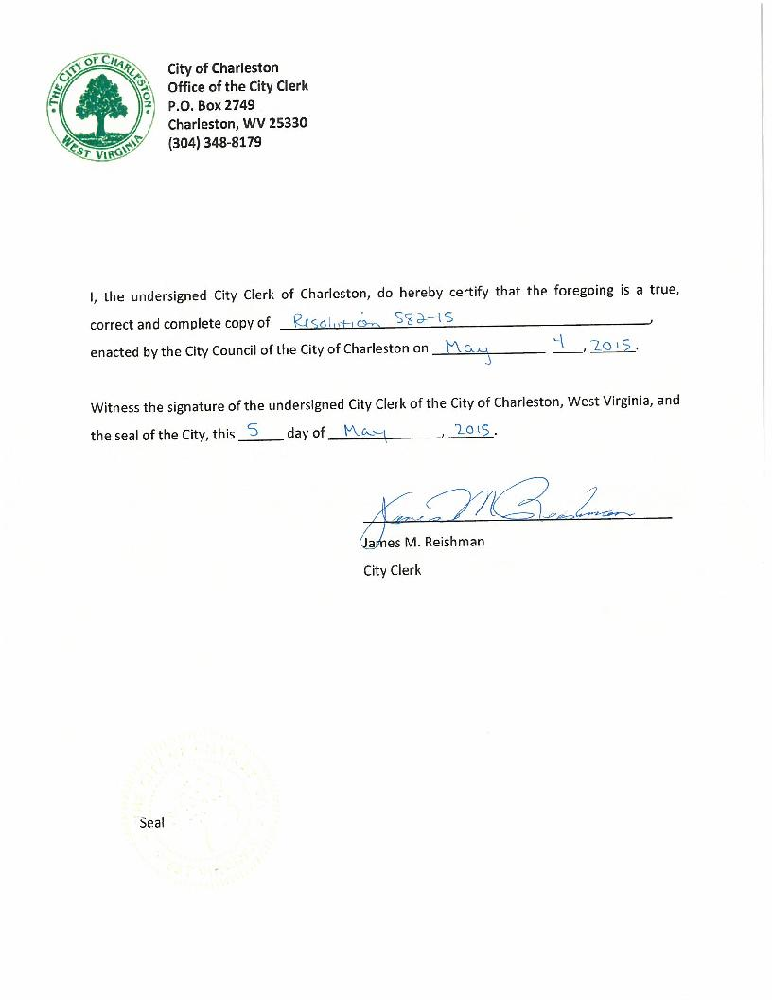 THE CITY OF CHARLESTON
WEST VIRGINIA
City of Charleston
Office of the City Clerk
P.O. Box 2749
Charleston, WV 25330
(304) 348-8179
I, the undersigned City Clerk of Charleston, do hereby certify that the foregoing is a true,
correct and complete copy of Resolution 582-15,
enacted by the City Council of the City of Charleston on May 4, 2015.
Witness the signature of the undersigned City Clerk of the City of Charleston, West Virginia, and
the seal of the City, this 5 day of May, 2015.
James M Reishman
James M. Reishman
City Clerk
Seal